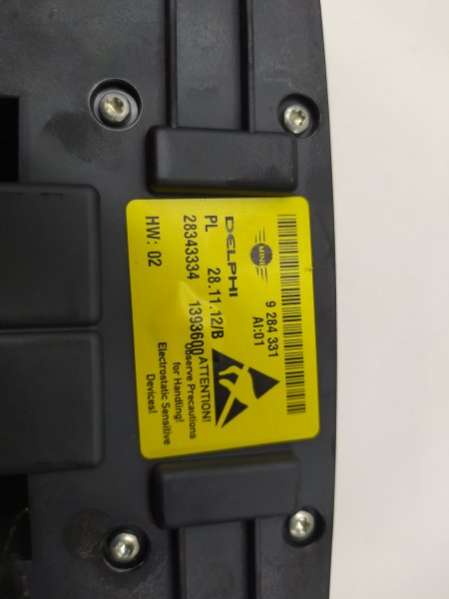 MINI
9 284 331
AI:01
DELPHI
PL 28.11.12/B
28343334 1393600
HW: 02
ATTENTION!
Observe Precautions
for Handling!
Electrostatic Sensitive
Devices!